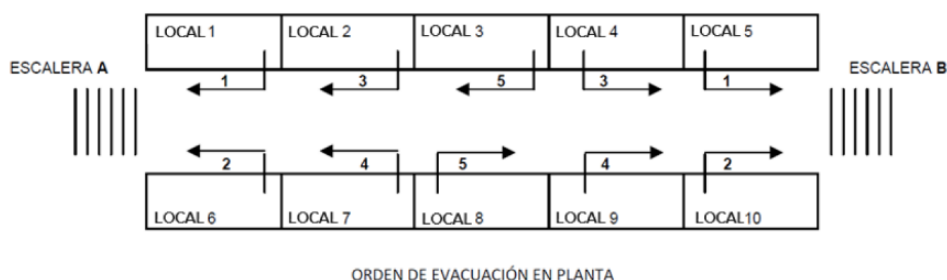 LOCAL 1 LOCAL 2 LOCAL 3 LOCAL 4 LOCAL 5
ESCALERA A ESCALERA B
1 3 5 3 1
2 4 5 4 2
LOCAL 6 LOCAL 7 LOCAL 8 LOCAL 9 LOCAL10
ORDEN DE EVACUACIÓN EN PLANTA